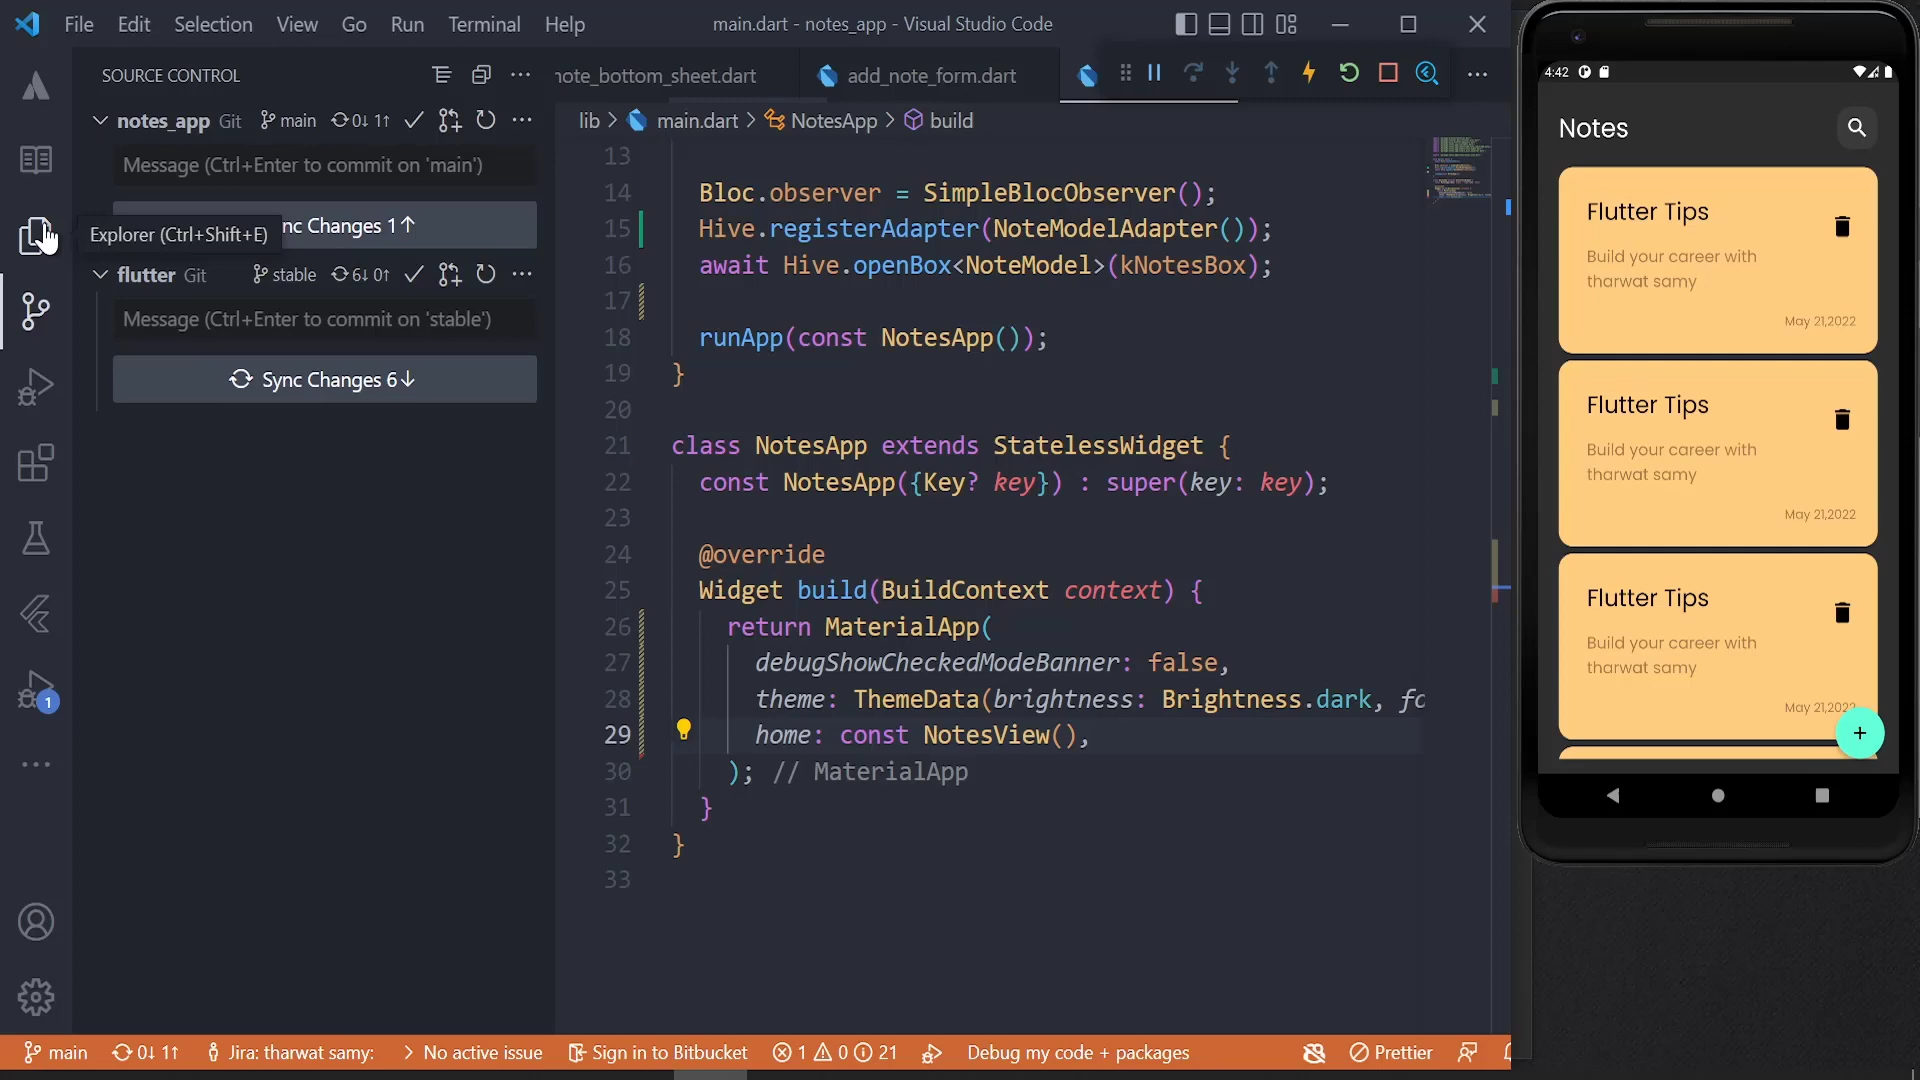 File Edit Selection View Go Run Terminal Help
main.dart - notes_app - Visual Studio Code
SOURCE CONTROL
note_bottom_sheet.dart
add_note_form.dart
notes_app Git main 0↓ 1↑
Message (Ctrl+Enter to commit on 'main')
nc Changes 1↑
Explorer (Ctrl+Shift+E)
flutter Git stable 6↓ 0↑
Message (Ctrl+Enter to commit on 'stable')
Sync Changes 6↓
lib > main.dart > NotesApp > build
13
14 Bloc.observer = SimpleBlocObserver();
15 Hive.registerAdapter(NoteModelAdapter());
16 await Hive.openBox<NoteModel>(kNotesBox);
17
18 runApp(const NotesApp());
19 }
20
21 class NotesApp extends StatelessWidget {
22 const NotesApp({Key? key}) : super(key: key);
23
24 @override
25 Widget build(BuildContext context) {
26 return MaterialApp(
27 debugShowCheckedModeBanner: false,
28 theme: ThemeData(brightness: Brightness.dark, fo
29 home: const NotesView(),
30 ); // MaterialApp
31 }
32 }
33
1
main 0↓ 1↑ Jira: tharwat samy: > No active issue Sign in to Bitbucket 1 0 21 Debug my code + packages Prettier
4:42
Notes
Flutter Tips
Build your career with
tharwat samy
May 21,2022
Flutter Tips
Build your career with
tharwat samy
May 21,2022
Flutter Tips
Build your career with
tharwat samy
May 21,2022
+